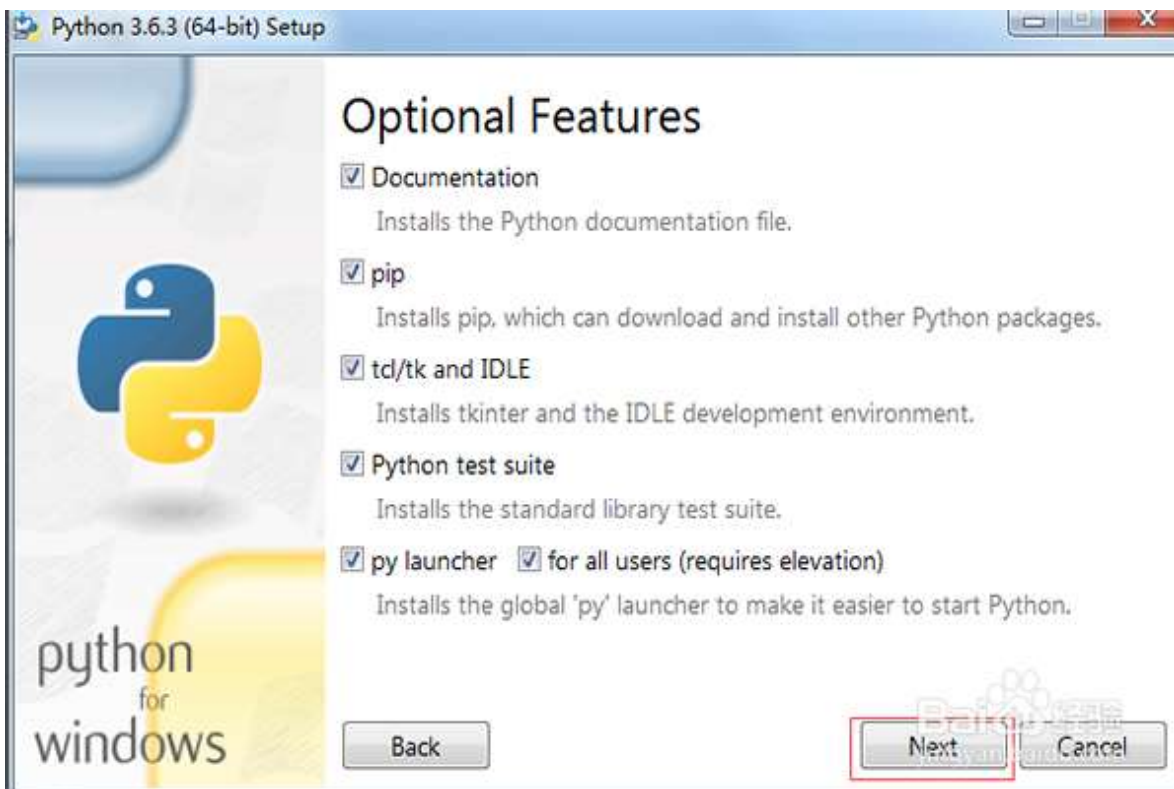 Python 3.6.3 (64-bit) Setup
Optional Features
Documentation
Installs the Python documentation file.
pip
Installs pip, which can download and install other Python packages.
tcl/tk and IDLE
Installs tkinter and the IDLE development environment.
Python test suite
Installs the standard library test suite.
py launcher for all users (requires elevation)
Installs the global 'py' launcher to make it easier to start Python.
python
for
windows
Back Next Cancel
Baidu 经验